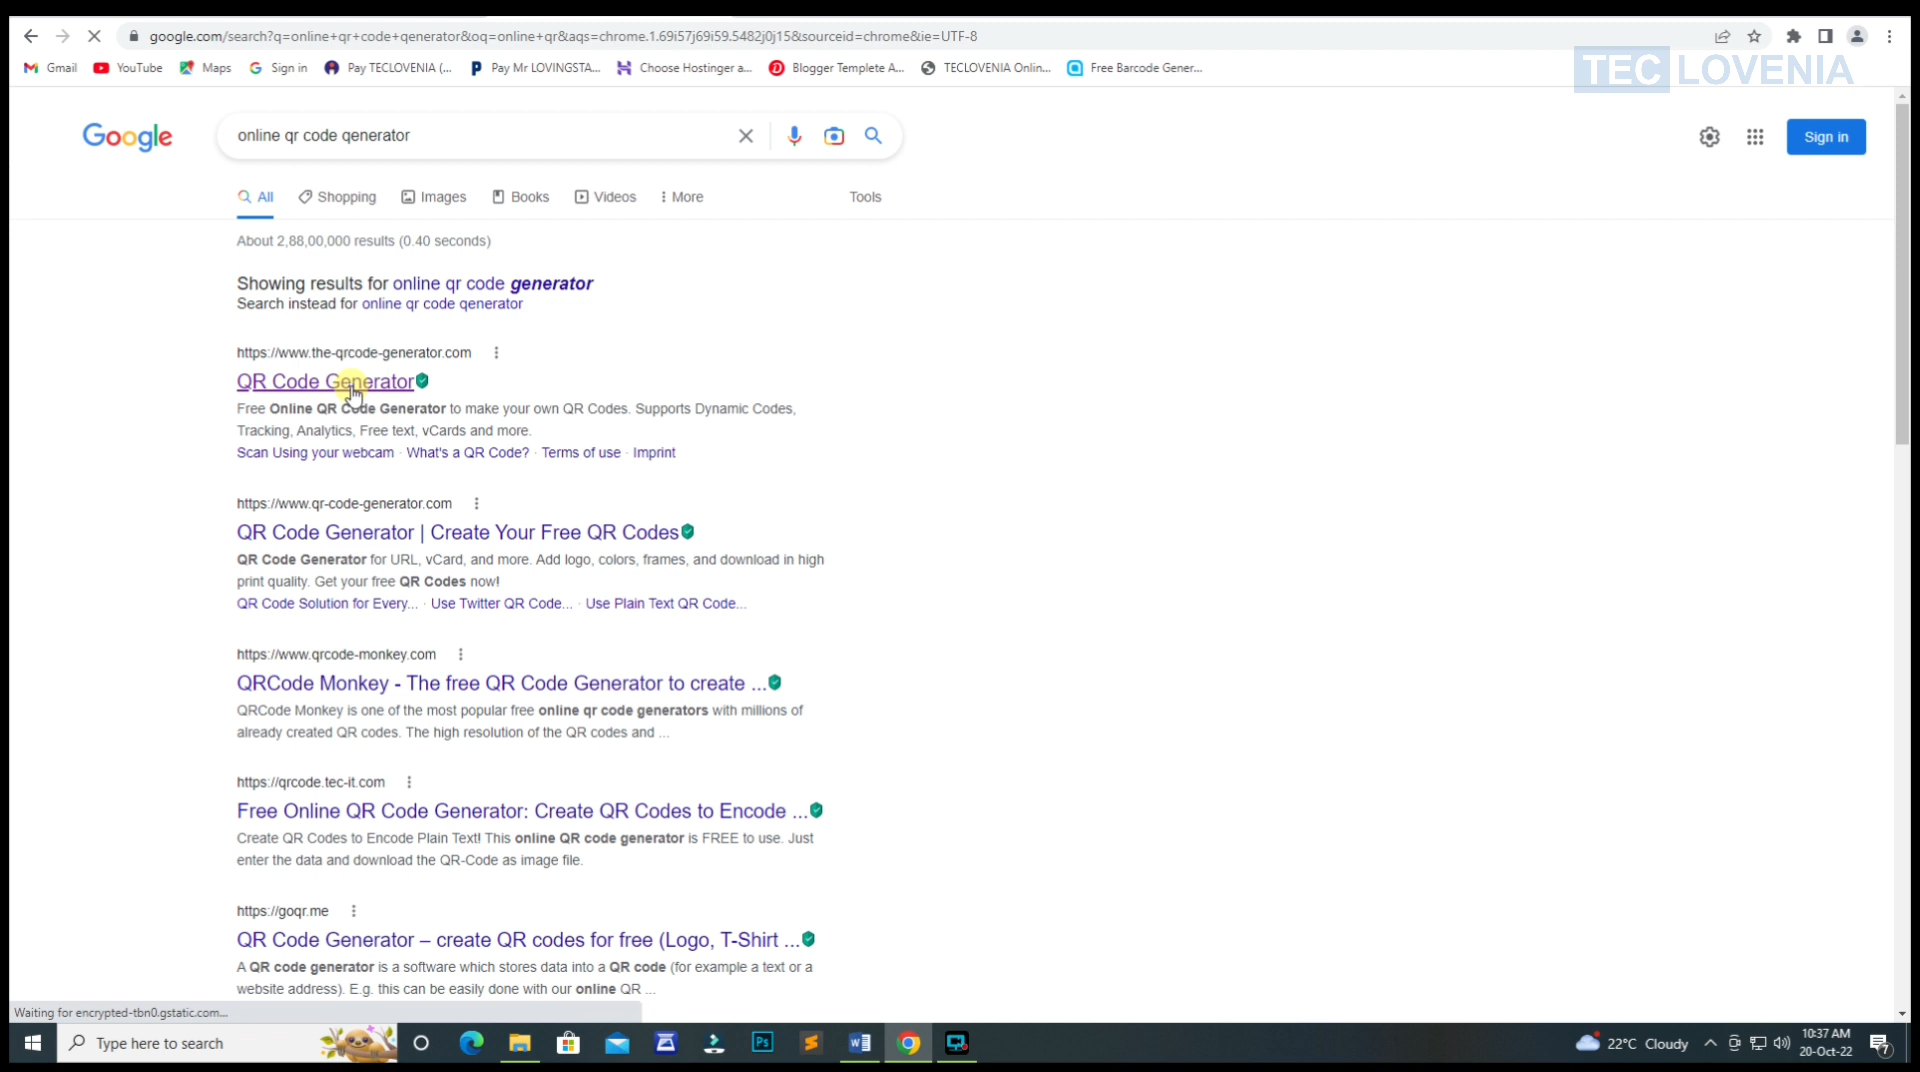 google.com/search?q=online+qr+code+qenerator&oq=online+qr&aqs=chrome.1.69i57j69i59.5482j0j15&sourceid=chrome&ie=UTF-8
Gmail YouTube Maps Sign in Pay TECLOVENIA (... Pay Mr LOVINGSTA... Choose Hostinger a... Blogger Templete A... TECLOVENIA Onlin... Free Barcode Gener...
TEC LOVENIA
Google online qr code qenerator Sign in
All Shopping Images Books Videos More Tools
About 2,88,00,000 results (0.40 seconds)
Showing results for online qr code generator
Search instead for online qr code qenerator
https://www.the-qrcode-generator.com
QR Code Generator
Free Online QR Code Generator to make your own QR Codes. Supports Dynamic Codes,
Tracking, Analytics, Free text, vCards and more.
Scan Using your webcam · What's a QR Code? · Terms of use · Imprint
https://www.qr-code-generator.com
QR Code Generator | Create Your Free QR Codes
QR Code Generator for URL, vCard, and more. Add logo, colors, frames, and download in high
print quality. Get your free QR Codes now!
QR Code Solution for Every... · Use Twitter QR Code... · Use Plain Text QR Code...
https://www.qrcode-monkey.com
QRCode Monkey - The free QR Code Generator to create ...
QRCode Monkey is one of the most popular free online qr code generators with millions of
already created QR codes. The high resolution of the QR codes and ...
https://qrcode.tec-it.com
Free Online QR Code Generator: Create QR Codes to Encode ...
Create QR Codes to Encode Plain Text! This online QR code generator is FREE to use. Just
enter the data and download the QR-Code as image file.
https://goqr.me
QR Code Generator – create QR codes for free (Logo, T-Shirt ...
A QR code generator is a software which stores data into a QR code (for example a text or a
website address). E.g. this can be easily done with our online QR ...
Waiting for encrypted-tbn0.gstatic.com...
Type here to search Ps 22°C Cloudy 10:37 AM
20-Oct-22 7